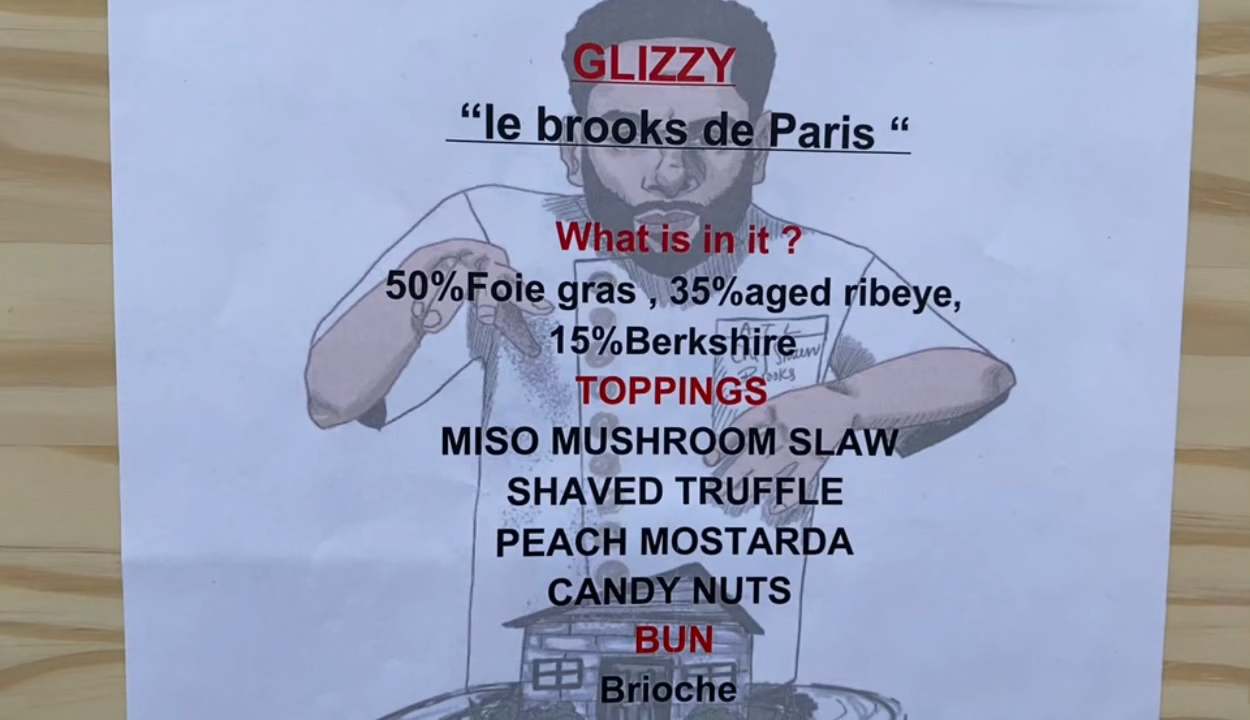 GLIZZY
“le brooks de Paris “
What is in it ?
50%Foie gras , 35%aged ribeye,
15%Berkshire
Brooks
TOPPINGS
MISO MUSHROOM SLAW
SHAVED TRUFFLE
PEACH MOSTARDA
CANDY NUTS
BUN
Brioche